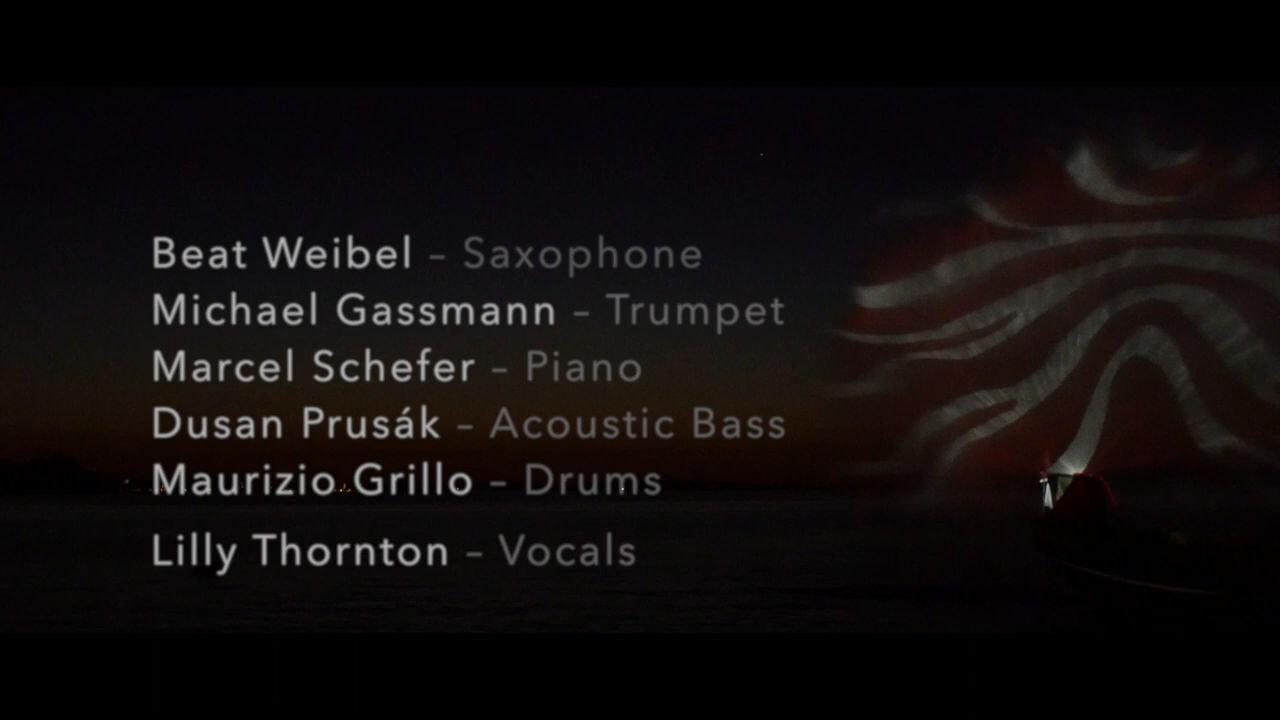 Beat Weibel – Saxophone
Michael Gassmann – Trumpet
Marcel Schefer – Piano
Dusan Prusák – Acoustic Bass
Maurizio Grillo – Drums
Lilly Thornton – Vocals